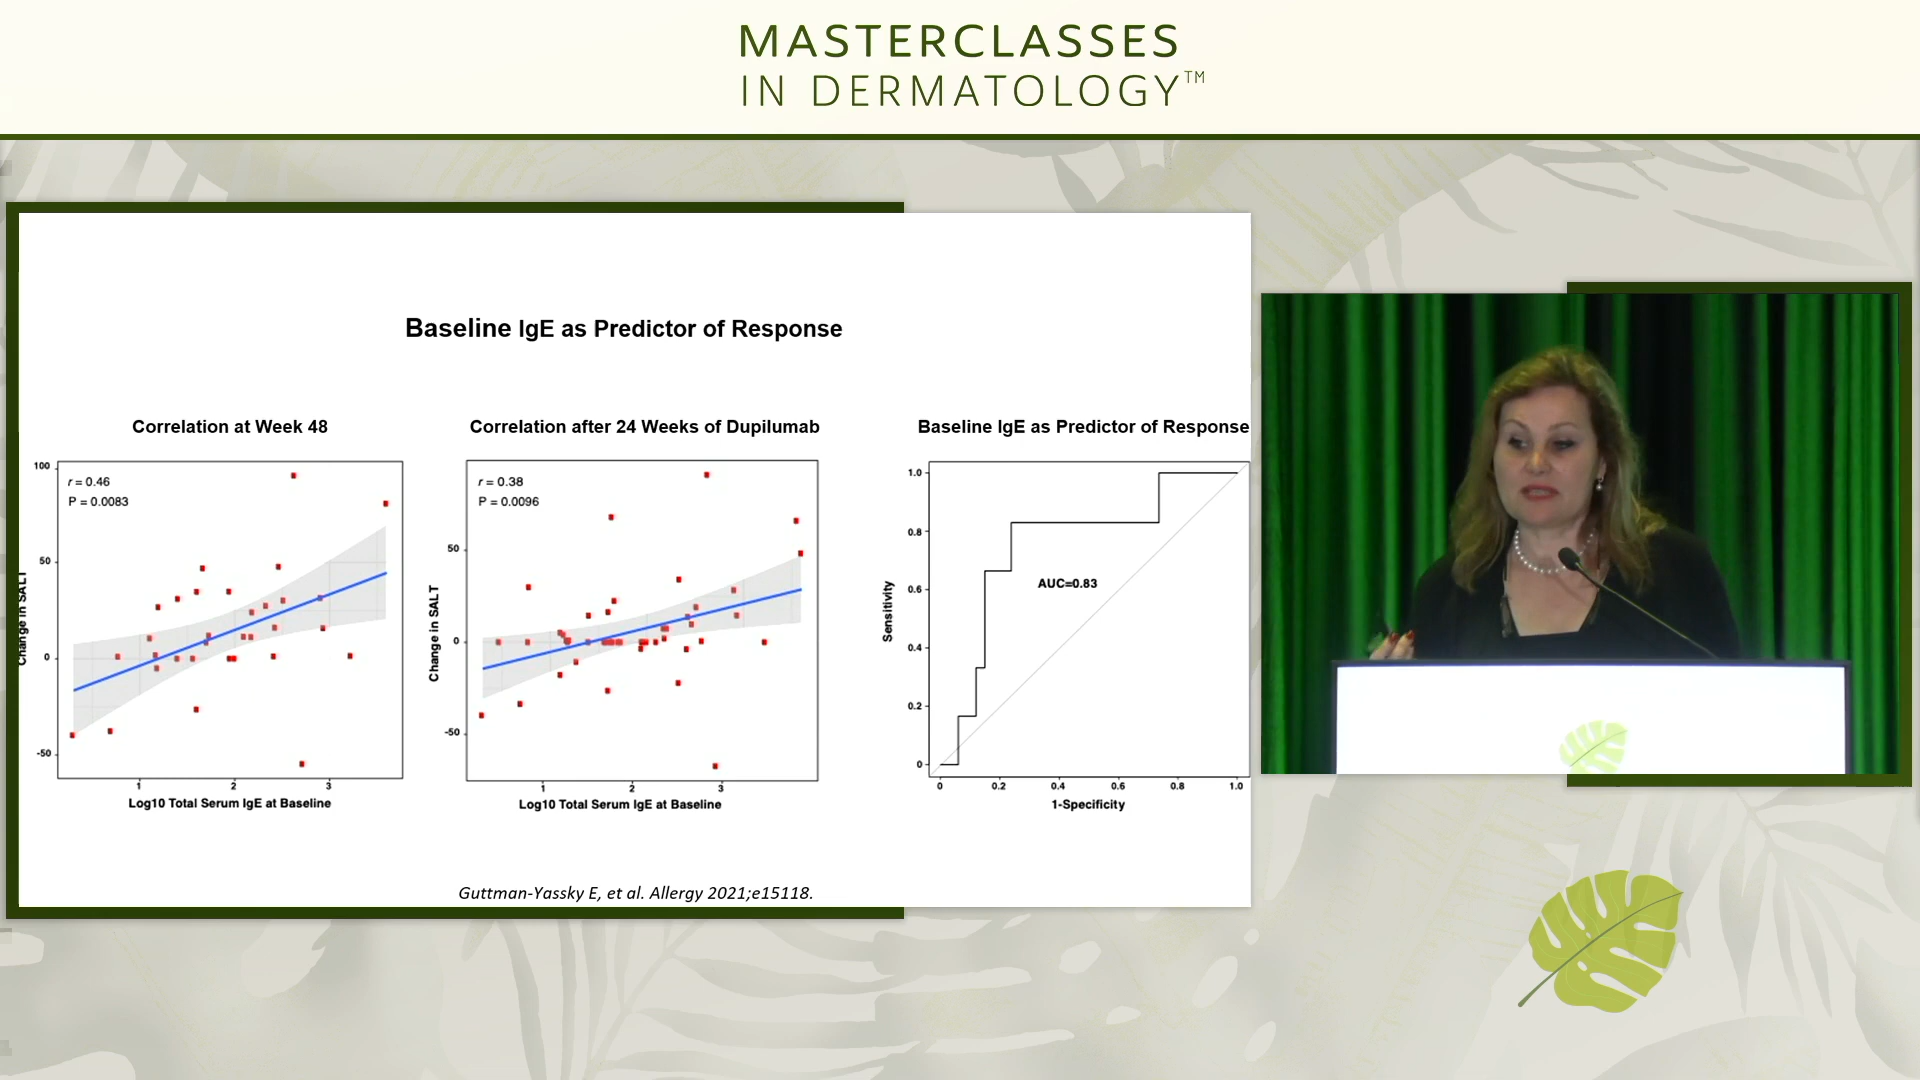 MASTERCLASSES
IN DERMATOLOGY™
Baseline IgE as Predictor of Response
Correlation at Week 48
r = 0.46
P = 0.0083
100
50
0
-50
Change in SALT
1 2 3
Log10 Total Serum IgE at Baseline
Correlation after 24 Weeks of Dupilumab
r = 0.38
P = 0.0096
50
0
-50
Change in SALT
1 2 3
Log10 Total Serum IgE at Baseline
Baseline IgE as Predictor of Response
1.0
0.8
0.6
0.4
0.2
0
Sensitivity
AUC=0.83
0 0.2 0.4 0.6 0.8 1.0
1-Specificity
Guttman-Yassky E, et al. Allergy 2021;e15118.